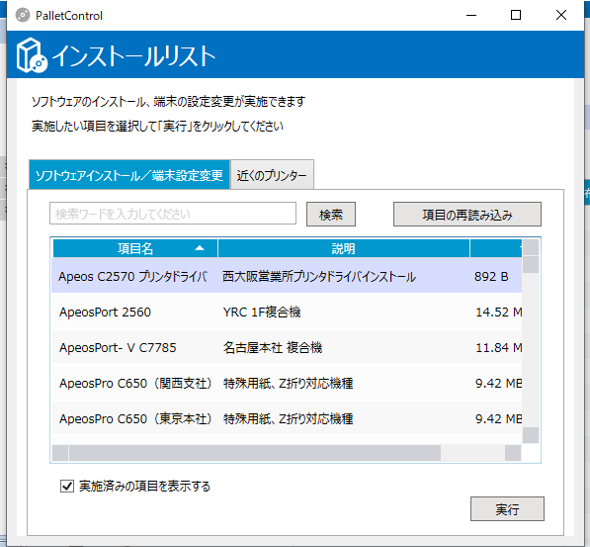 PalletControl
インストールリスト
ソフトウェアのインストール、端末の設定変更が実施できます
実施したい項目を選択して「実行」をクリックしてください
ソフトウェアインストール／端末設定変更 近くのプリンター
検索ワードを入力してください 検索 項目の再読み込み
項目名 説明
Apeos C2570 プリンタドライバ 西大阪営業所プリンタドライバインストール 892 B
ApeosPort 2560 YRC 1F複合機 14.52 M
ApeosPort- V C7785 名古屋本社 複合機 11.84 M
ApeosPro C650（関西支社） 特殊用紙、Z折り対応機種 9.42 MB
ApeosPro C650（東京本社） 特殊用紙、Z折り対応機種 9.42 MB
実施済みの項目を表示する
実行